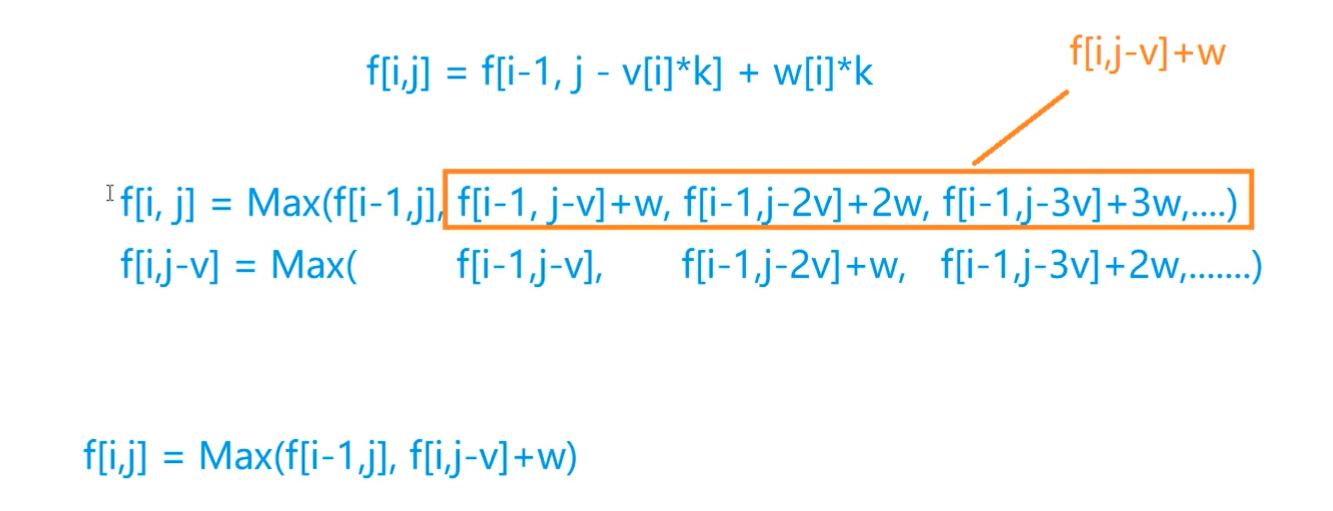 f[i,j-v]+w
f[i,j] = f[i-1, j - v[i]*k] + w[i]*k
f[i, j] = Max(f[i-1,j], f[i-1, j-v]+w, f[i-1,j-2v]+2w, f[i-1,j-3v]+3w,....)
f[i,j-v] = Max( f[i-1,j-v], f[i-1,j-2v]+w, f[i-1,j-3v]+2w,.......)
f[i,j] = Max(f[i-1,j], f[i,j-v]+w)